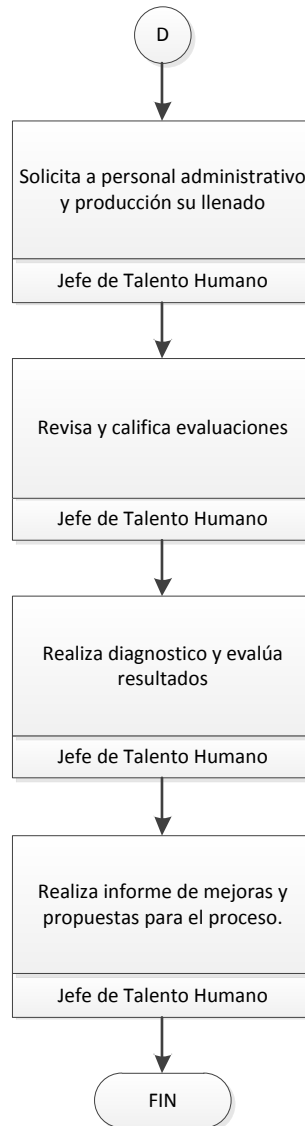 D
Solicita a personal administrativo
y producción su llenado
Jefe de Talento Humano
Revisa y califica evaluaciones
Jefe de Talento Humano
Realiza diagnostico y evalúa
resultados
Jefe de Talento Humano
Realiza informe de mejoras y
propuestas para el proceso.
Jefe de Talento Humano
FIN